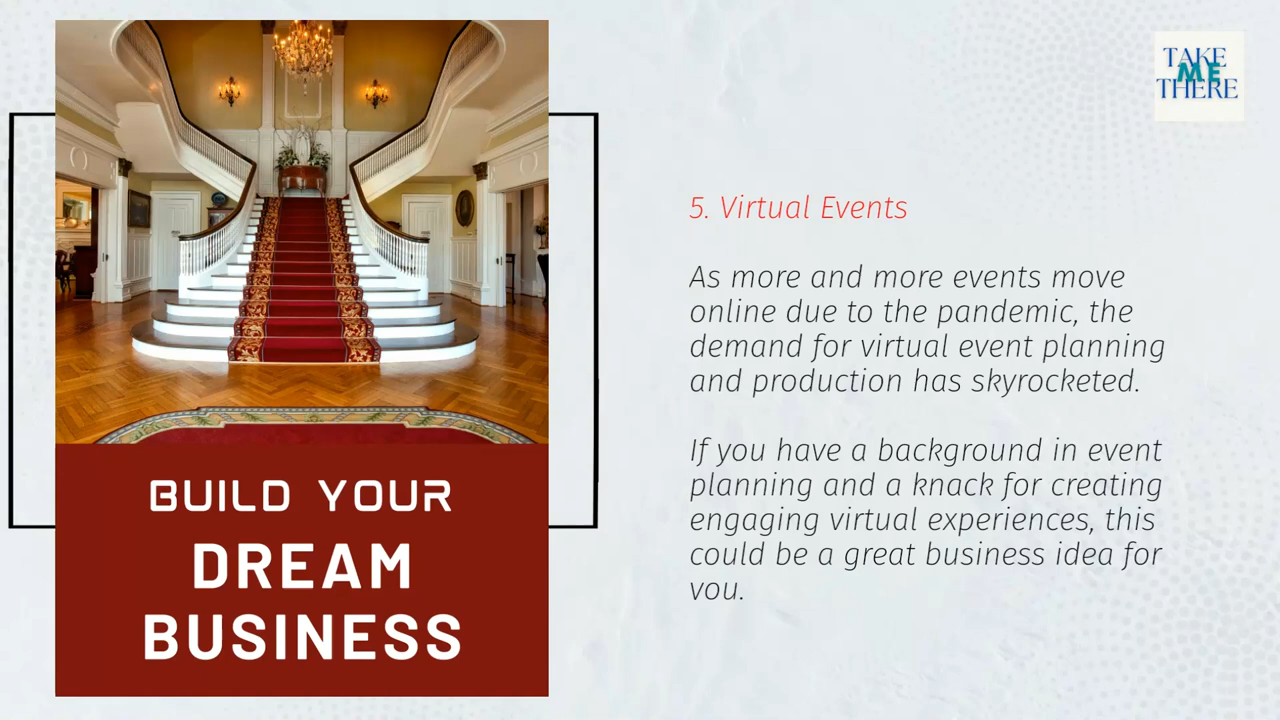 TAKE
ME
THERE
5. Virtual Events
As more and more events move
online due to the pandemic, the
demand for virtual event planning
and production has skyrocketed.
If you have a background in event
planning and a knack for creating
engaging virtual experiences, this
could be a great business idea for
you.
BUILD YOUR
DREAM
BUSINESS